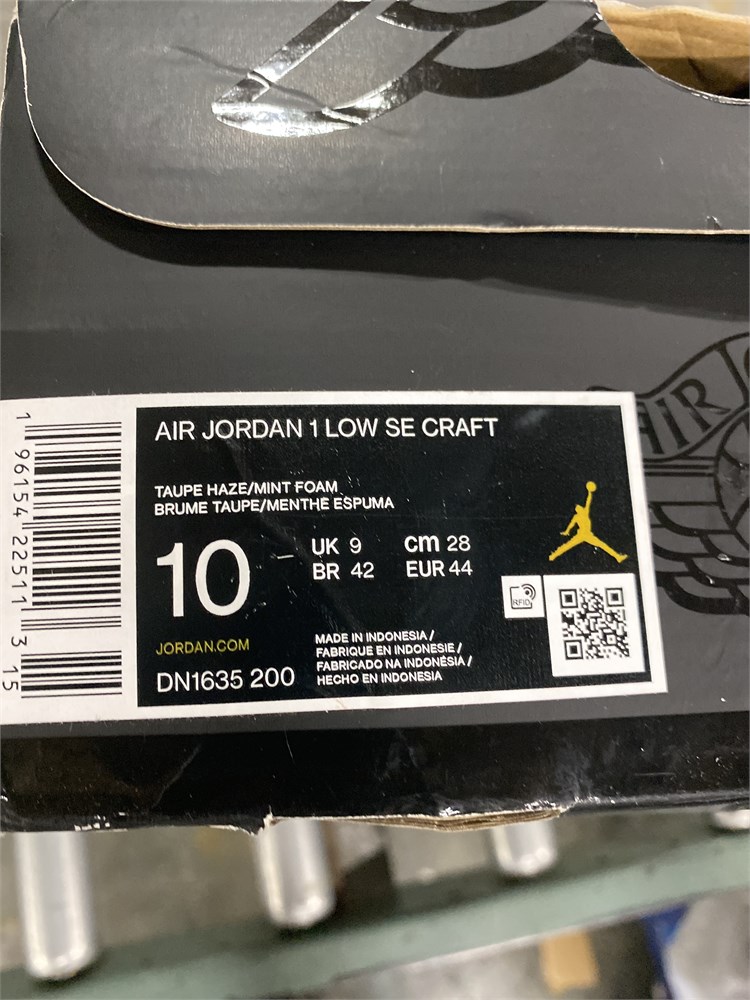 AIR JORDAN 1 LOW SE CRAFT
TAUPE HAZE/MINT FOAM
BRUME TAUPE/MENTHE ESPUMA
10
UK 9 cm 28
BR 42 EUR 44
RFID
JORDAN.COM
DN1635 200
MADE IN INDONESIA /
FABRIQUE EN INDONESIE /
FABRICADO NA INDONÉSIA /
HECHO EN INDONESIA
1 96154 22511 3 15
AIR